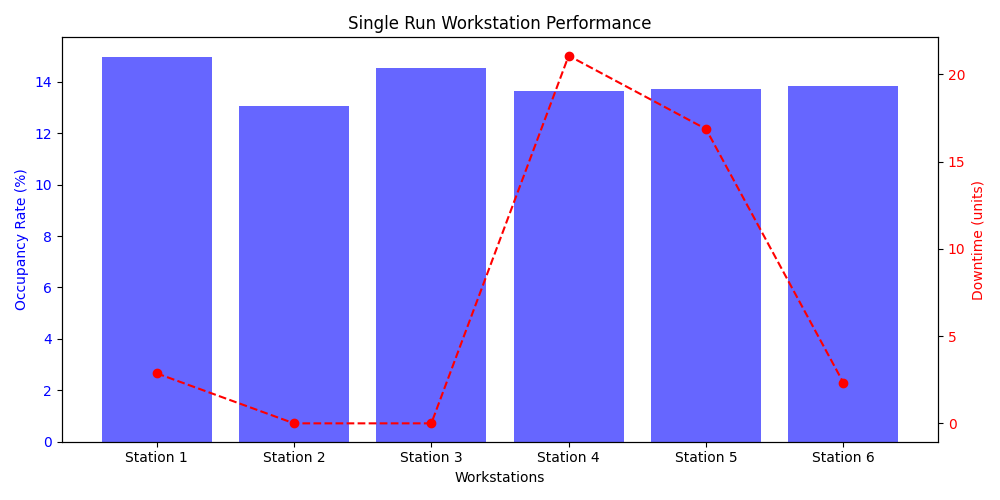 Single Run Workstation Performance
14
12
10
8
6
4
2
0
Occupancy Rate (%)
20
15
10
5
0
Downtime (units)
Station 1 Station 2 Station 3 Station 4 Station 5 Station 6
Workstations